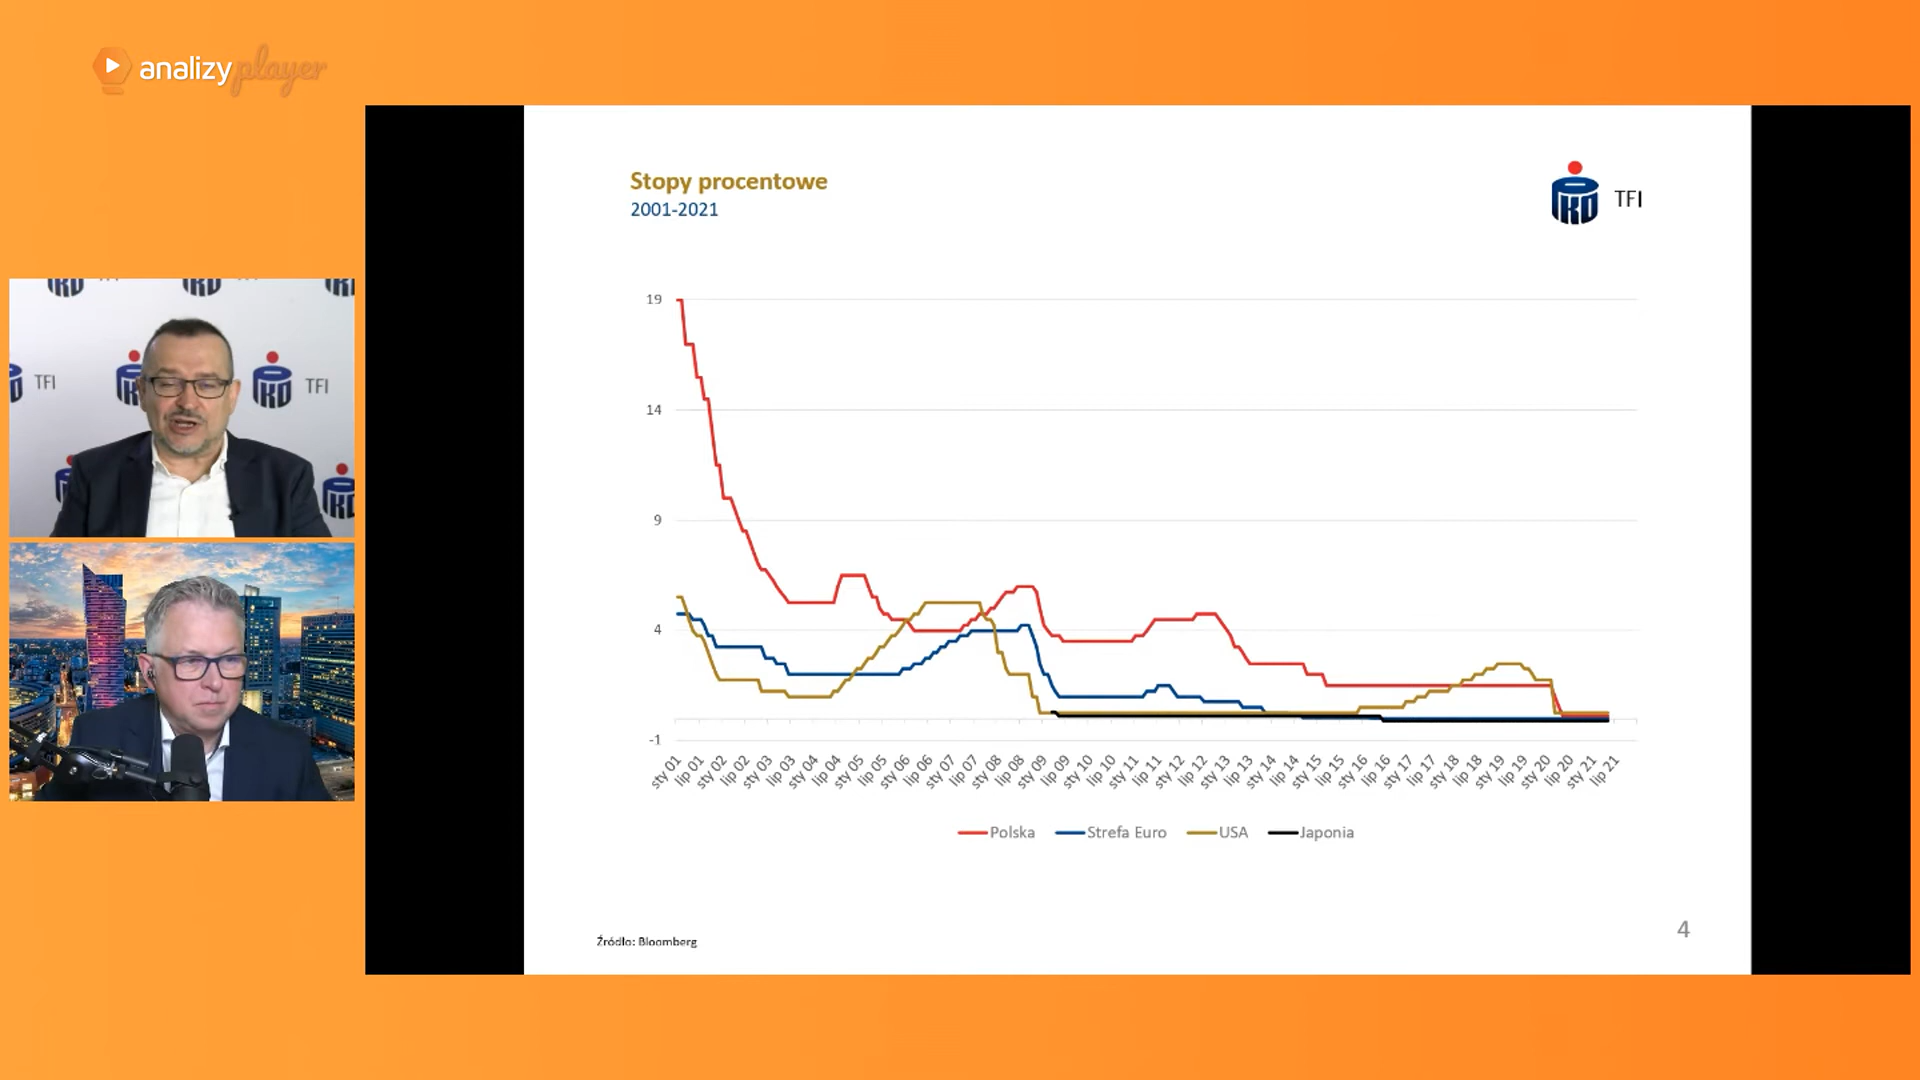 analizy player
Stopy procentowe
2001-2021
PKO TFI
19
14
9
4
-1
sty 01 lip 01 sty 02 lip 02 sty 03 lip 03 sty 04 lip 04 sty 05 lip 05 sty 06 lip 06 sty 07 lip 07 sty 08 lip 08 sty 09 lip 09 sty 10 lip 10 sty 11 lip 11 sty 12 lip 12 sty 13 lip 13 sty 14 lip 14 sty 15 lip 15 sty 16 lip 16 sty 17 lip 17 sty 18 lip 18 sty 19 lip 19 sty 20 lip 20 sty 21 lip 21
Polska Strefa Euro USA Japonia
Źródło: Bloomberg
4
TFI
PKO TFI